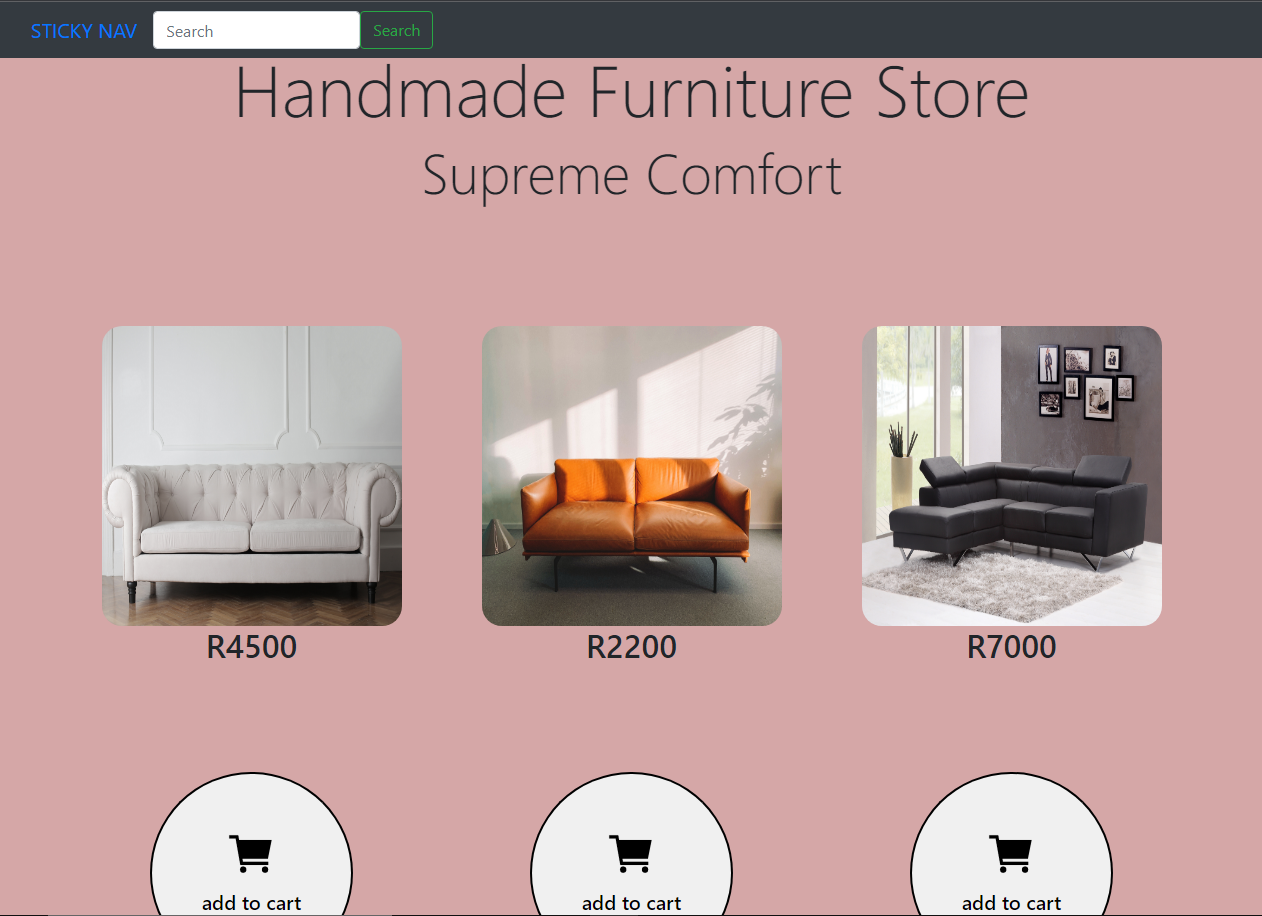 STICKY NAV Search Search
Handmade Furniture Store
Supreme Comfort
R4500 R2200 R7000
add to cart add to cart add to cart